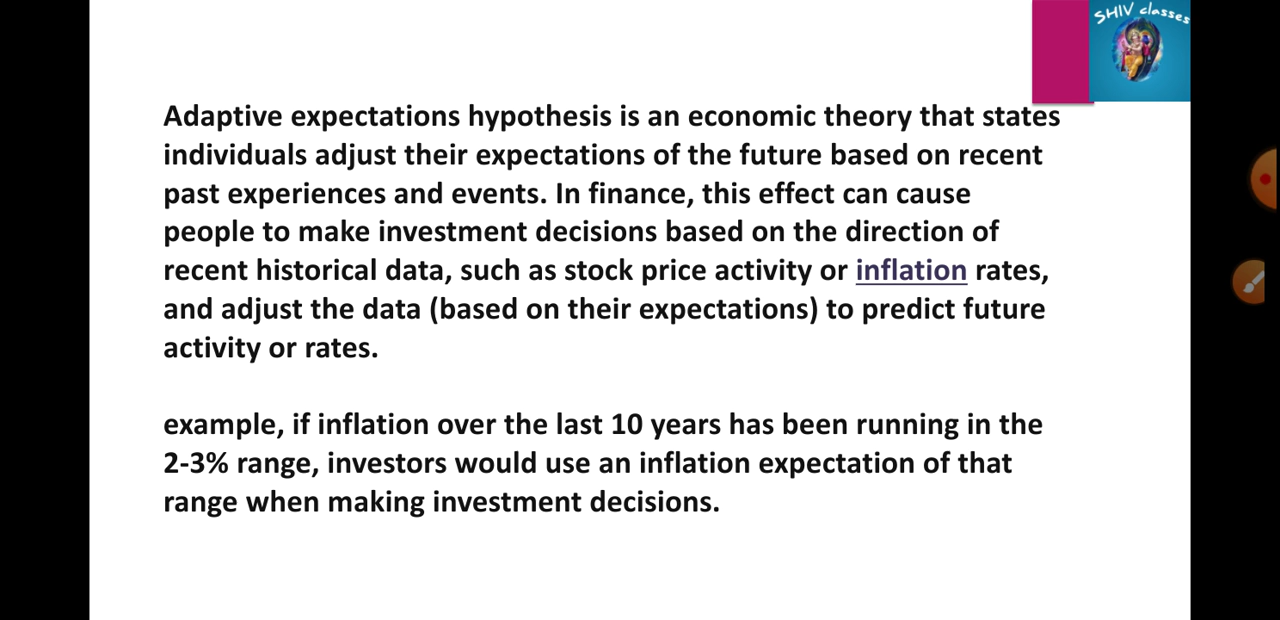 SHIV classes
Adaptive expectations hypothesis is an economic theory that states
individuals adjust their expectations of the future based on recent
past experiences and events. In finance, this effect can cause
people to make investment decisions based on the direction of
recent historical data, such as stock price activity or inflation rates,
and adjust the data (based on their expectations) to predict future
activity or rates.
example, if inflation over the last 10 years has been running in the
2-3% range, investors would use an inflation expectation of that
range when making investment decisions.